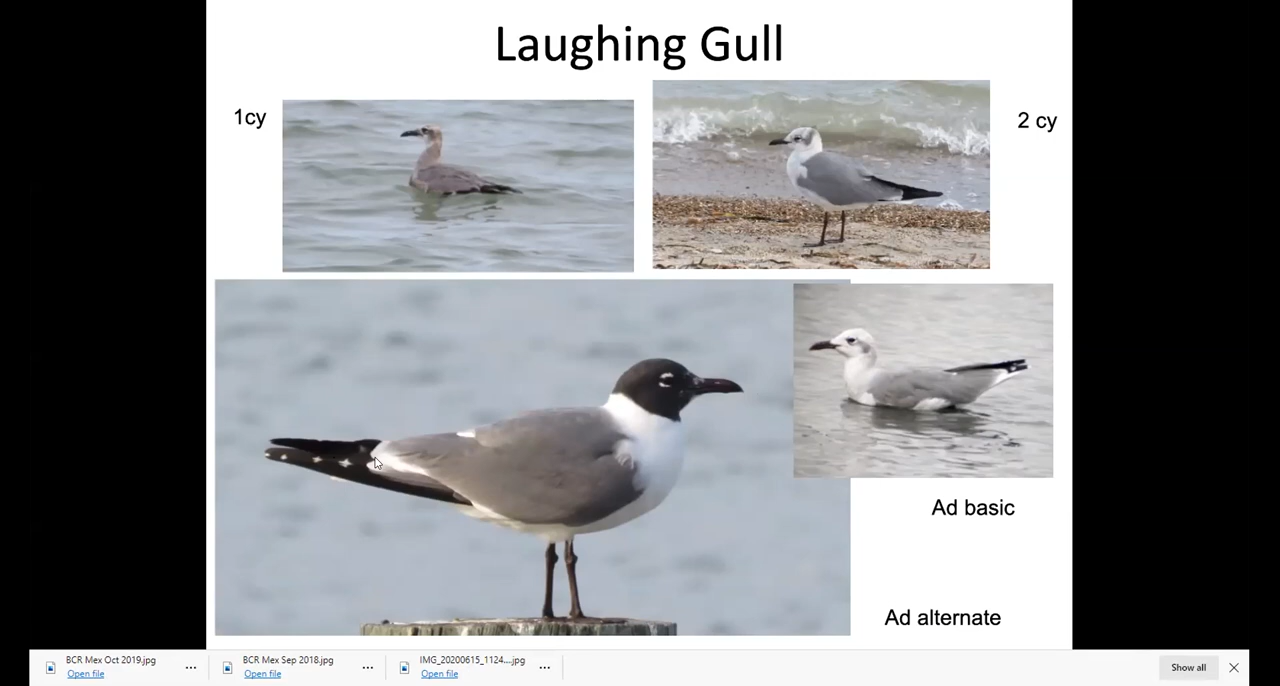 Laughing Gull
1cy
2 cy
Ad basic
Ad alternate
BCR Mex Oct 2019.jpg
Open file
BCR Mex Sep 2018.jpg
Open file
IMG_20200615_1124....jpg
Open file
Show all